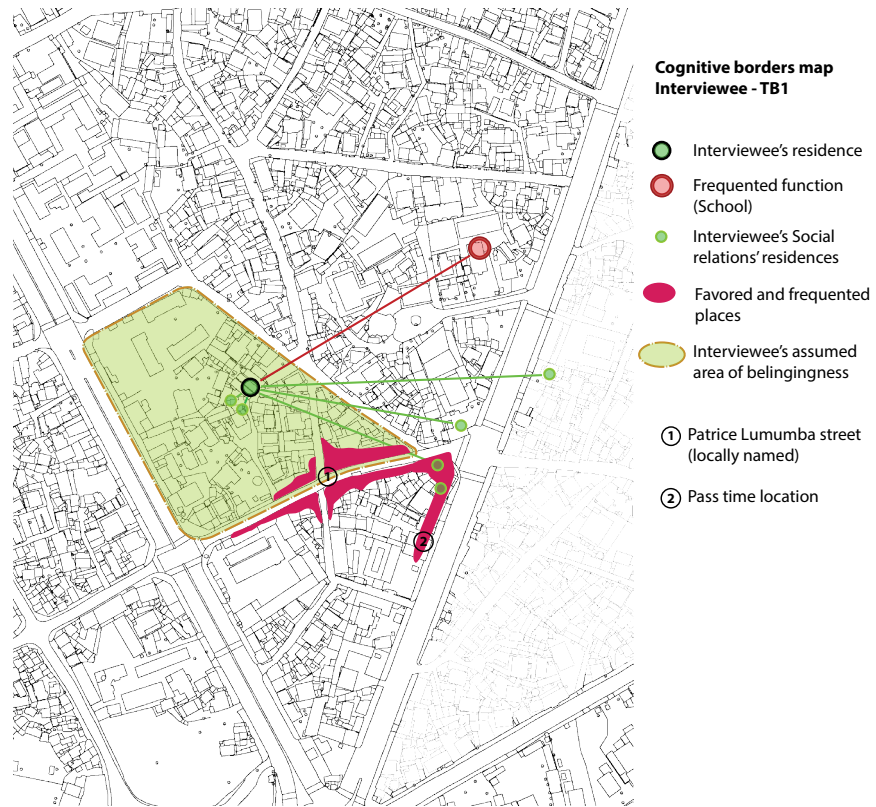 Cognitive borders map
Interviewee - TB1
Interviewee's residence
Frequented function
(School)
Interviewee's Social
relations' residences
Favored and frequented
places
Interviewee's assumed
area of belingingness
1 Patrice Lumumba street
(locally named)
2 Pass time location
1
2